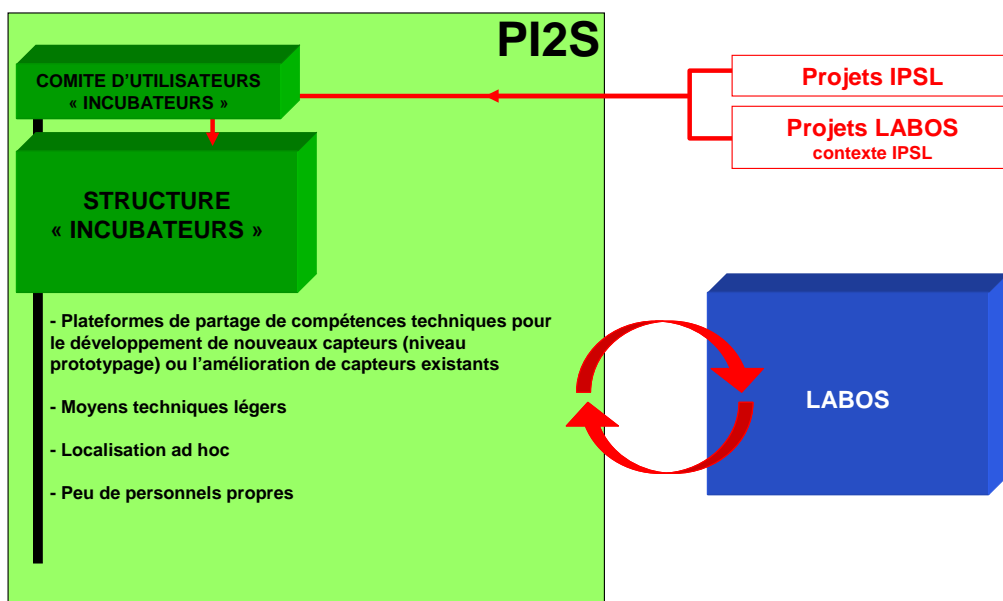 PI2S
COMITE D'UTILISATEURS
« INCUBATEURS »
Projets IPSL
Projets LABOS
contexte IPSL
STRUCTURE
« INCUBATEURS »
- Plateformes de partage de compétences techniques pour
le développement de nouveaux capteurs (niveau
prototypage) ou l'amélioration de capteurs existants
- Moyens techniques légers
- Localisation ad hoc
- Peu de personnels propres
LABOS